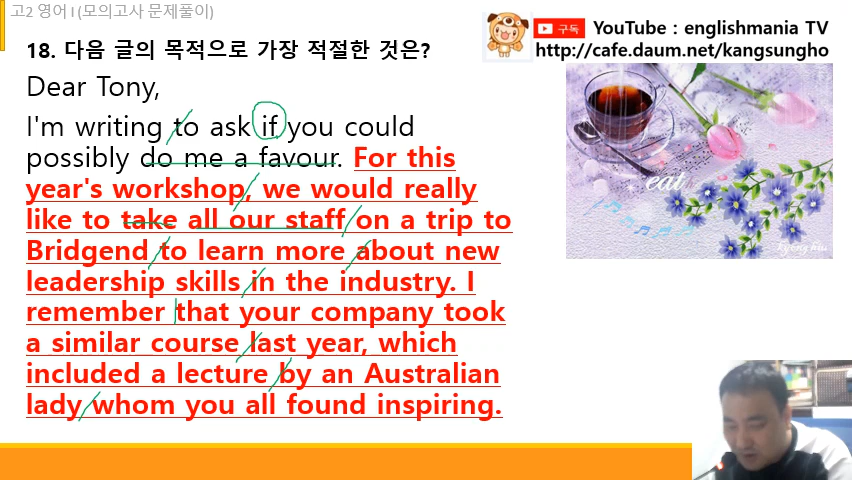 고2 영어 I (모의고사 문제풀이)
18. 다음 글의 목적으로 가장 적절한 것은?
구독 YouTube : englishmania TV
http://cafe.daum.net/kangsungho
Dear Tony,
I'm writing to ask if you could
possibly do me a favour. For this
year's workshop, we would really
like to take all our staff on a trip to
Bridgend to learn more about new
leadership skills in the industry. I
remember that your company took
a similar course last year, which
included a lecture by an Australian
lady whom you all found inspiring.
eat